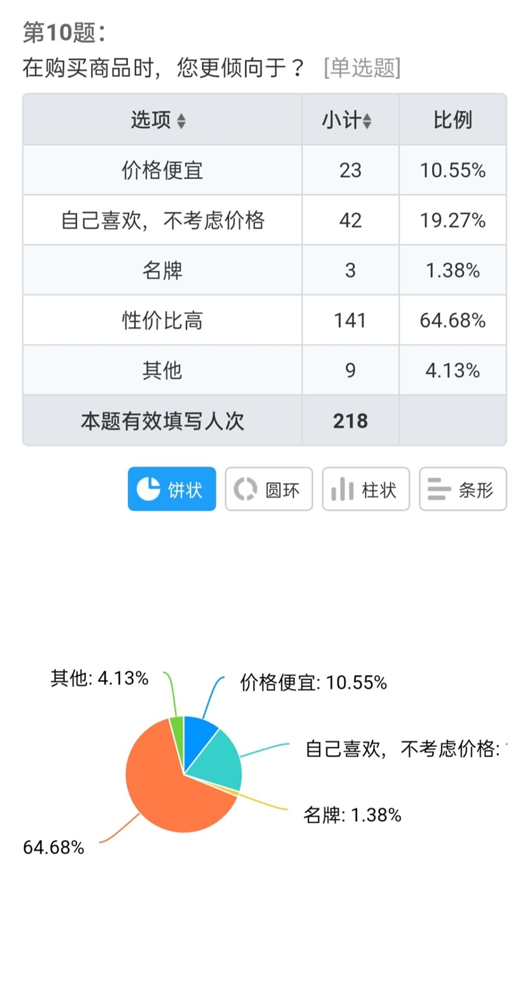 第10题：
在购买商品时，您更倾向于？ [单选题]
选项 小计 比例
价格便宜 23 10.55%
自己喜欢，不考虑价格 42 19.27%
名牌 3 1.38%
性价比高 141 64.68%
其他 9 4.13%
本题有效填写人次 218
饼状 圆环 柱状 条形
其他: 4.13% 价格便宜: 10.55%
自己喜欢，不考虑价格:
名牌: 1.38%
64.68%